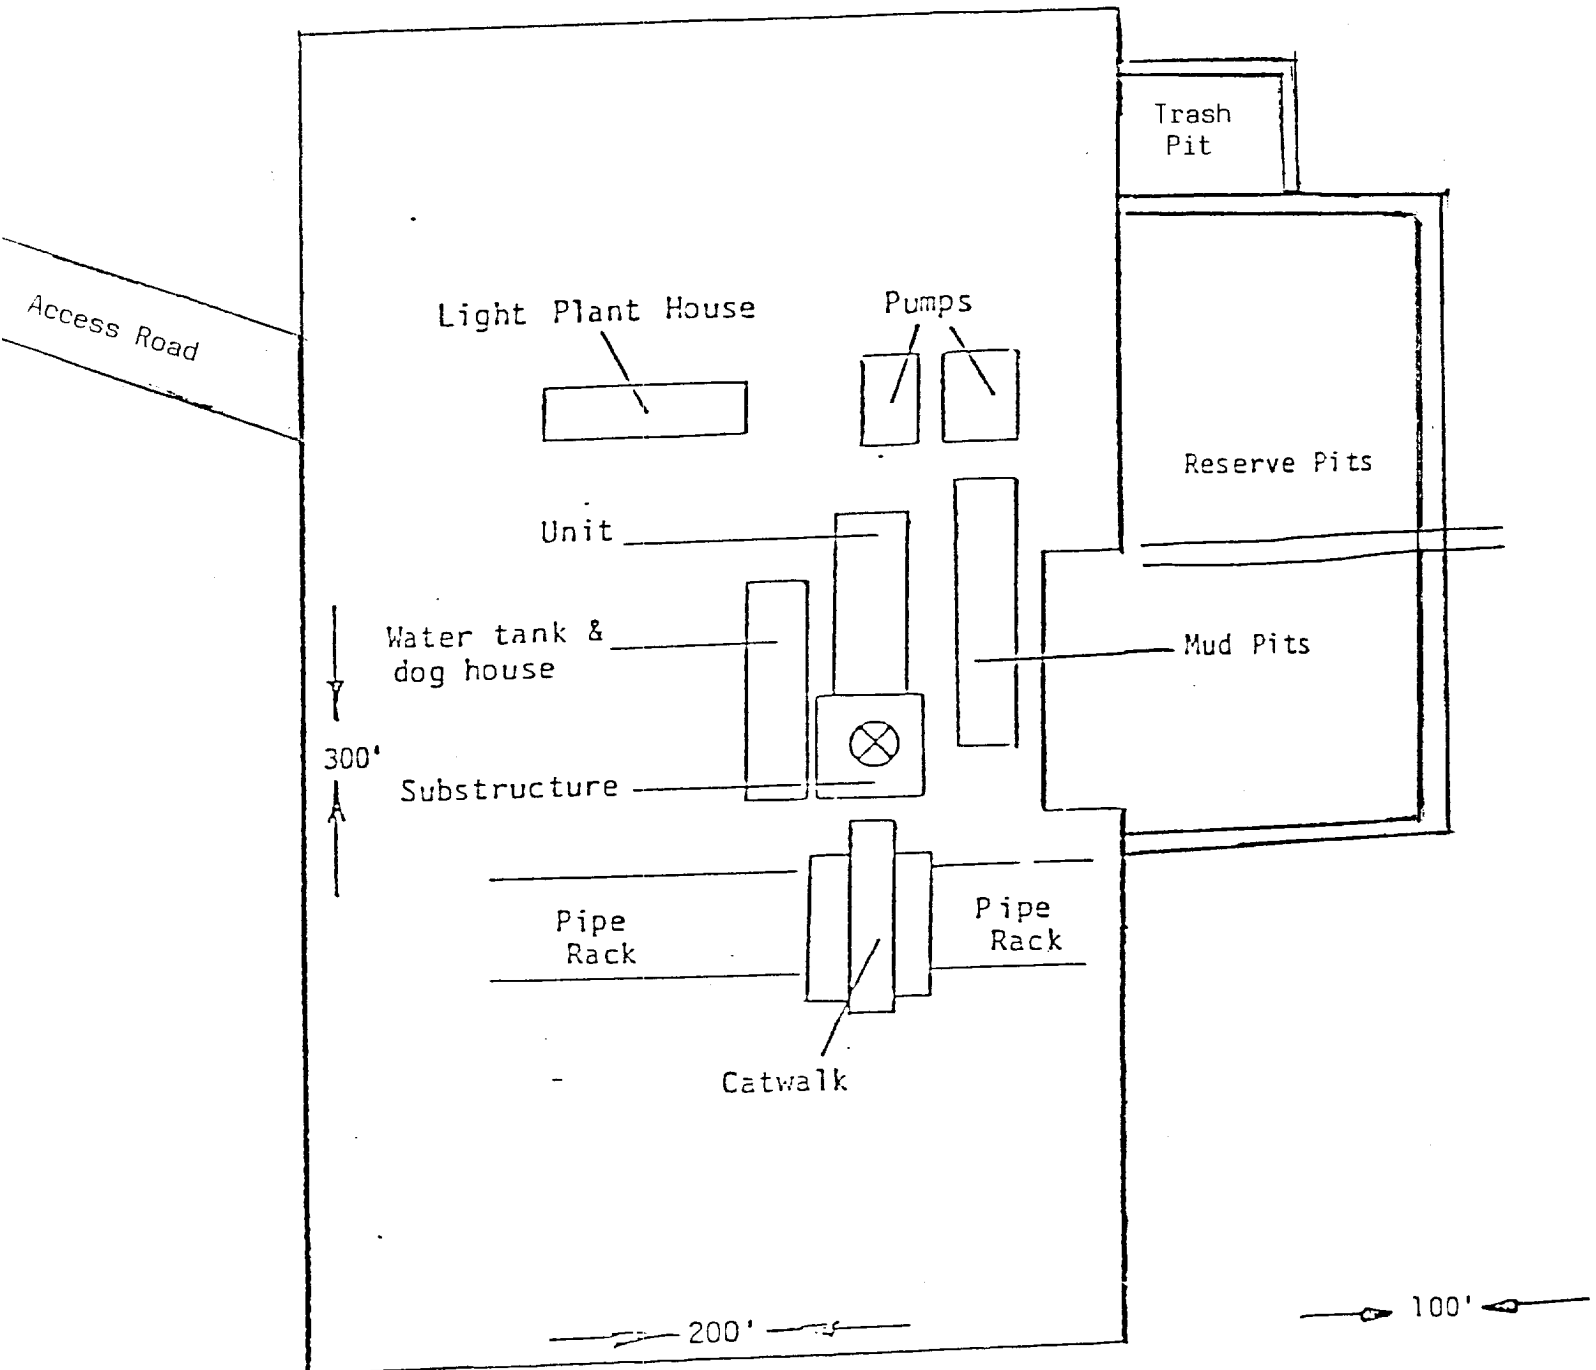 Trash
Pit
Access Road
Light Plant House
Pumps
Reserve Pits
Unit
Water tank &
dog house
Mud Pits
300'
Substructure
Pipe
Rack
Pipe
Rack
Catwalk
200'
100'